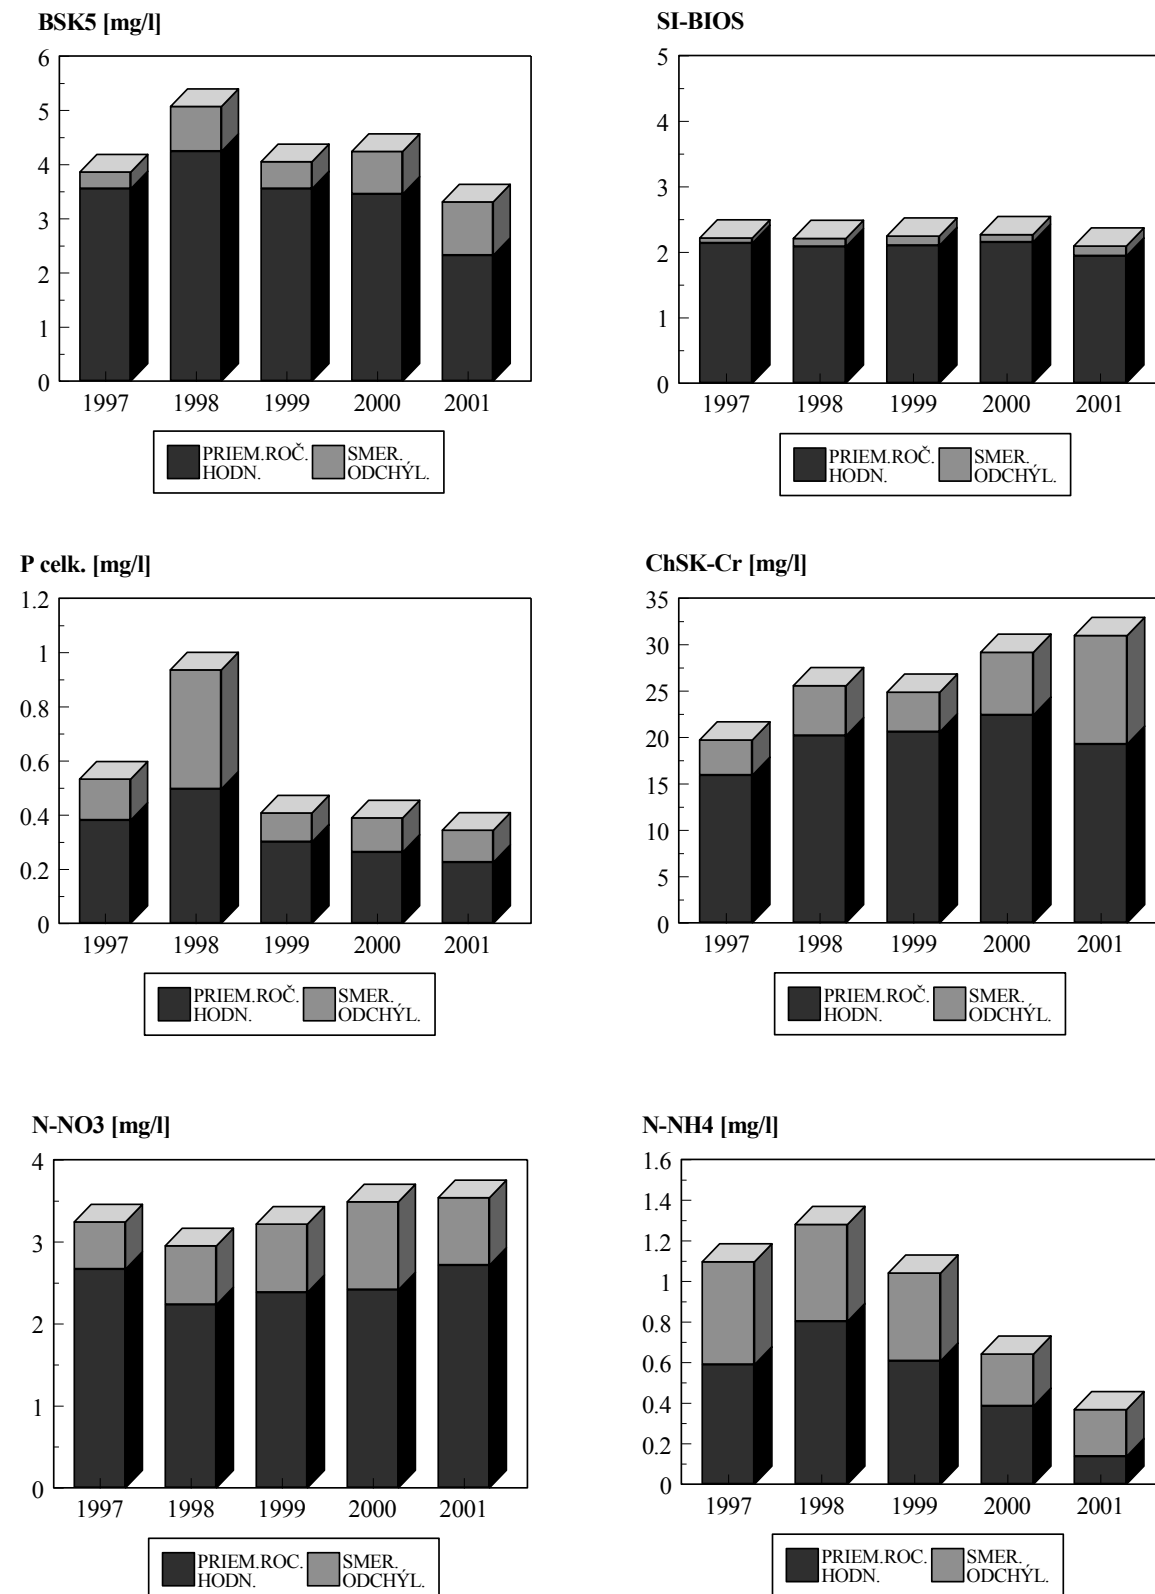 BSK5 [mg/l]
6
5
4
3
2
1
0
1997 1998 1999 2000 2001
PRIEM.ROČ. SMER.
HODN. ODCHÝL.
SI-BIOS
5
4
3
2
1
0
1997 1998 1999 2000 2001
PRIEM.ROČ. SMER.
HODN. ODCHÝL.
P celk. [mg/l]
1.2
1
0.8
0.6
0.4
0.2
0
1997 1998 1999 2000 2001
PRIEM.ROČ. SMER.
HODN. ODCHÝL.
ChSK-Cr [mg/l]
35
30
25
20
15
10
5
0
1997 1998 1999 2000 2001
PRIEM.ROČ. SMER.
HODN. ODCHÝL.
N-NO3 [mg/l]
4
3
2
1
0
1997 1998 1999 2000 2001
PRIEM.ROC. SMER.
HODN. ODCHÝL.
N-NH4 [mg/l]
1.6
1.4
1.2
1
0.8
0.6
0.4
0.2
0
1997 1998 1999 2000 2001
PRIEM.ROC. SMER.
HODN. ODCHÝL.